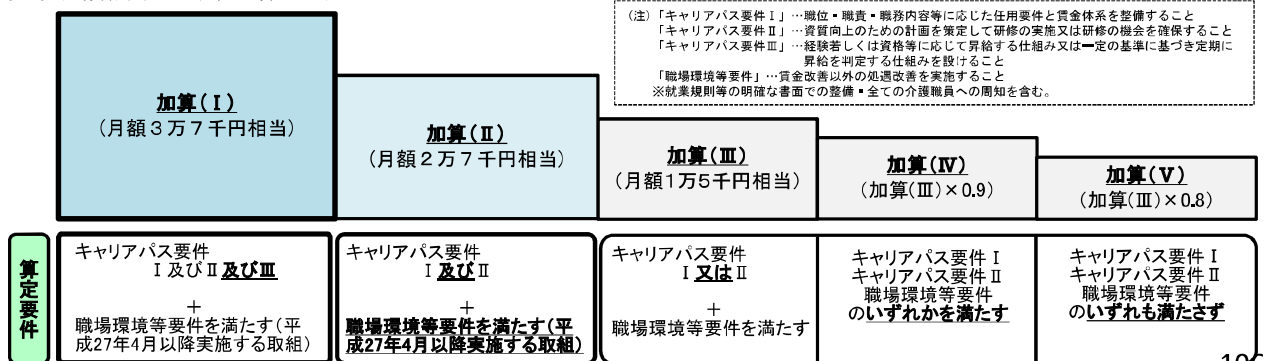 (注)「キャリアパス要件Ⅰ」…職位・職責・職務内容等に応じた任用要件と賃金体系を整備すること
「キャリアパス要件Ⅱ」…資質向上のための計画を策定して研修の実施又は研修の機会を確保すること
「キャリアパス要件Ⅲ」…経験若しくは資格等に応じて昇給する仕組み又は一定の基準に基づき定期に
昇給を判定する仕組みを設けること
「職場環境等要件」…賃金改善以外の処遇改善を実施すること
※就業規則等の明確な書面での整備・全ての介護職員への周知を含む。
加算(Ⅰ)
(月額3万7千円相当)
加算(Ⅱ)
(月額2万7千円相当)
加算(Ⅲ)
(月額1万5千円相当)
加算(Ⅳ)
(加算(Ⅲ)×0.9)
加算(Ⅴ)
(加算(Ⅲ)×0.8)
算定要件
キャリアパス要件
Ⅰ及びⅡ及びⅢ
+
職場環境等要件を満たす(平
成27年4月以降実施する取組)
キャリアパス要件
Ⅰ及びⅡ
+
職場環境等要件を満たす(平
成27年4月以降実施する取組)
キャリアパス要件
Ⅰ又はⅡ
+
職場環境等要件を満たす
キャリアパス要件Ⅰ
キャリアパス要件Ⅱ
職場環境等要件
のいずれかを満たす
キャリアパス要件Ⅰ
キャリアパス要件Ⅱ
職場環境等要件
のいずれも満たさず